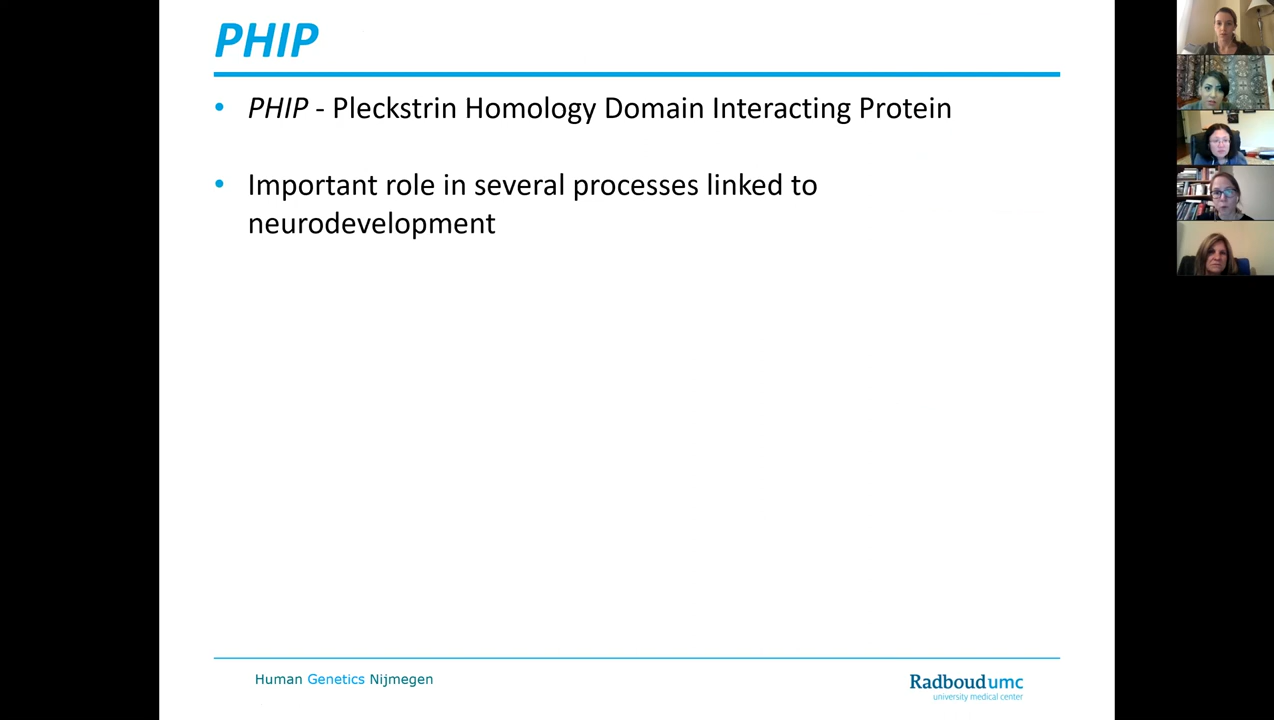 PHIP
• PHIP - Pleckstrin Homology Domain Interacting Protein
• Important role in several processes linked to
neurodevelopment
Human Genetics Nijmegen
Radboudumc
university medical center